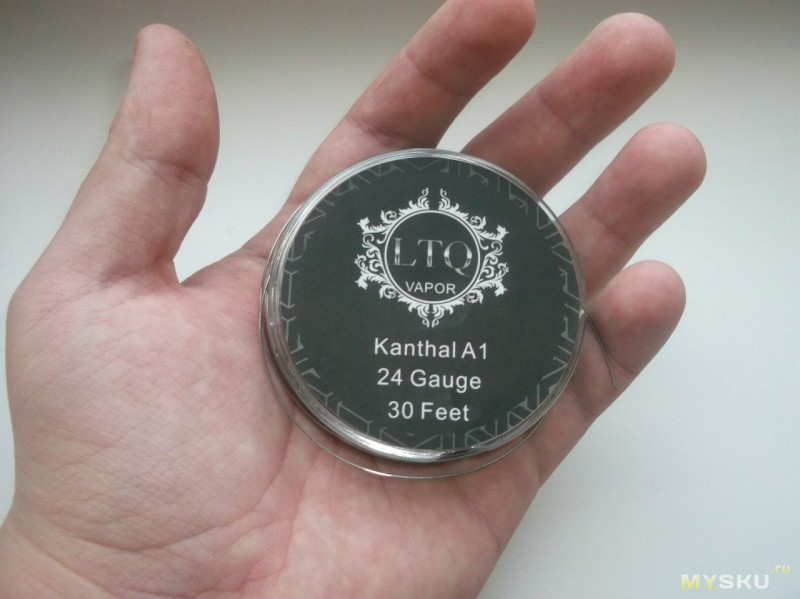 LTQ
VAPOR
Kanthal A1
24 Gauge
30 Feet
MYSKU.ru